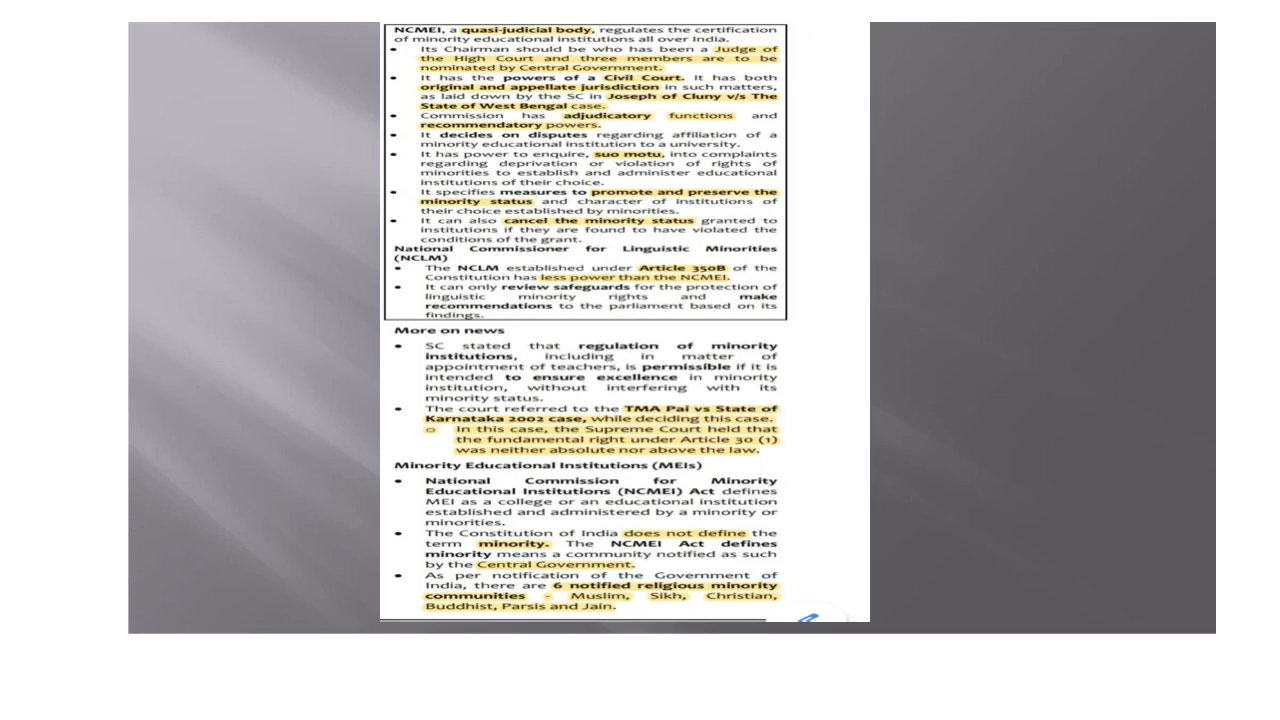 NCMEI, a quasi-judicial body, regulates the certification
of minority educational institutions all over India.
• Its Chairman should be who has been a Judge of
the High Court and three members are to be
nominated by Central Government.
• It has the powers of a Civil Court. It has both
original and appellate jurisdiction in such matters,
as laid down by the SC in Joseph of Cluny v/s The
State of West Bengal case.
• Commission has adjudicatory functions and
recommendatory powers.
• It decides on disputes regarding affiliation of a
minority educational institution to a university.
• It has power to enquire, suo motu, into complaints
regarding deprivation or violation of rights of
minorities to establish and administer educational
institutions of their choice.
• It specifies measures to promote and preserve the
minority status and character of institutions of
their choice established by minorities.
• It can also cancel the minority status granted to
institutions if they are found to have violated the
conditions of the grant.
National Commissioner for Linguistic Minorities
(NCLM)
• The NCLM established under Article 350B of the
Constitution has less power than the NCMEI.
• It can only review safeguards for the protection of
linguistic minority rights and make
recommendations to the parliament based on its
findings.
More on news
• SC stated that regulation of minority
institutions, including in matter of
appointment of teachers, is permissible if it is
intended to ensure excellence in minority
institution, without interfering with its
minority status.
• The court referred to the TMA Pai vs State of
Karnataka 2002 case, while deciding this case.
o In this case, the Supreme Court held that
the fundamental right under Article 30 (1)
was neither absolute nor above the law.
Minority Educational Institutions (MEIs)
• National Commission for Minority
Educational Institutions (NCMEI) Act defines
MEI as a college or an educational institution
established and administered by a minority or
minorities.
• The Constitution of India does not define the
term minority. The NCMEI Act defines
minority means a community notified as such
by the Central Government.
• As per notification of the Government of
India, there are 6 notified religious minority
communities - Muslim, Sikh, Christian,
Buddhist, Parsis and Jain.